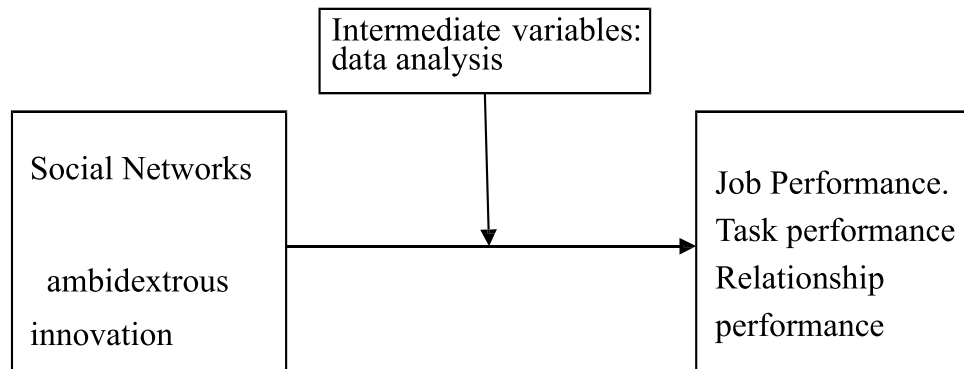 Intermediate variables:
data analysis
Social Networks
ambidextrous
innovation
Job Performance.
Task performance
Relationship
performance